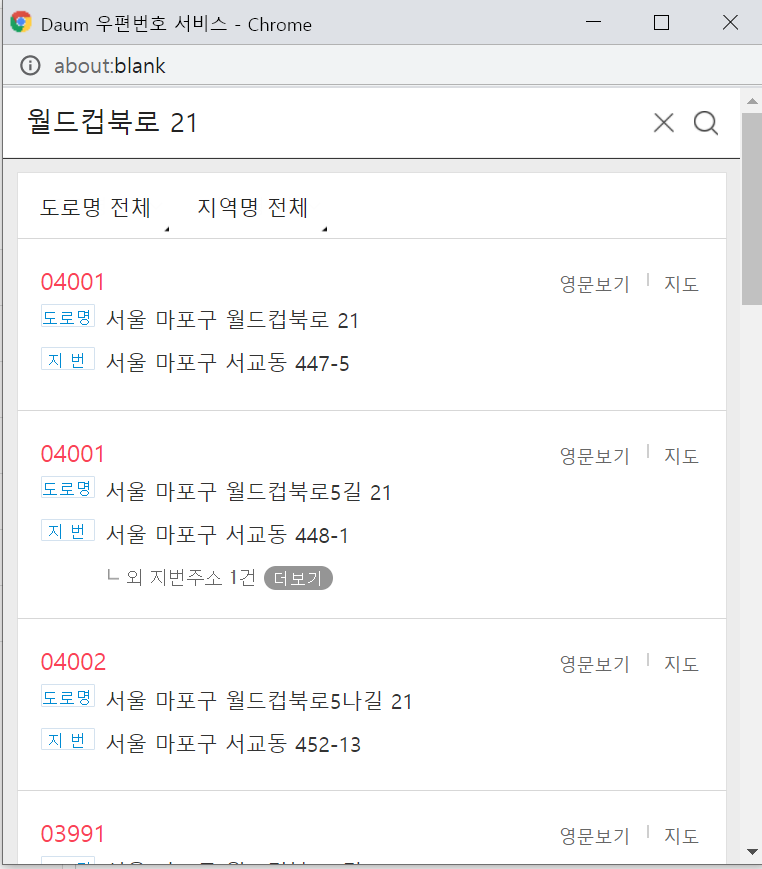 Daum 우편번호 서비스 - Chrome
about:blank
월드컵북로 21
도로명 전체 지역명 전체
04001 영문보기 지도
도로명 서울 마포구 월드컵북로 21
지번 서울 마포구 서교동 447-5
04001 영문보기 지도
도로명 서울 마포구 월드컵북로5길 21
지번 서울 마포구 서교동 448-1
외 지번주소 1건 더보기
04002 영문보기 지도
도로명 서울 마포구 월드컵북로5나길 21
지번 서울 마포구 서교동 452-13
03991 영문보기 지도